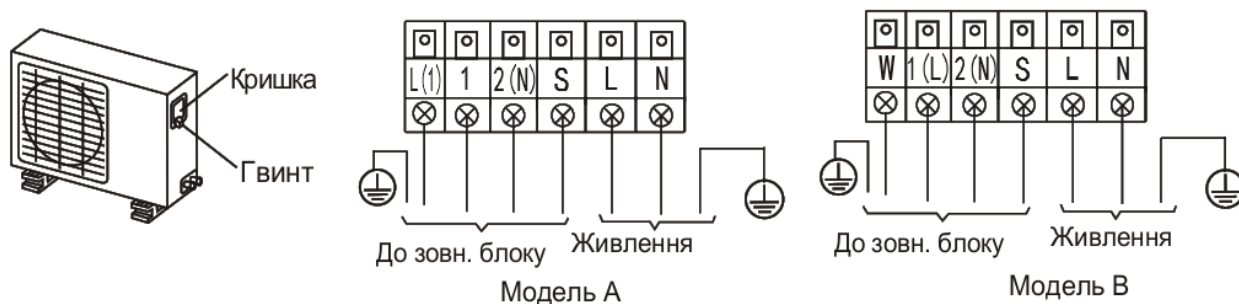 Кришка
Гвинт
L(1) 1 2(N) S L N
До зовн. блоку Живлення
Модель А
W 1(L) 2(N) S L N
До зовн. блоку Живлення
Модель В